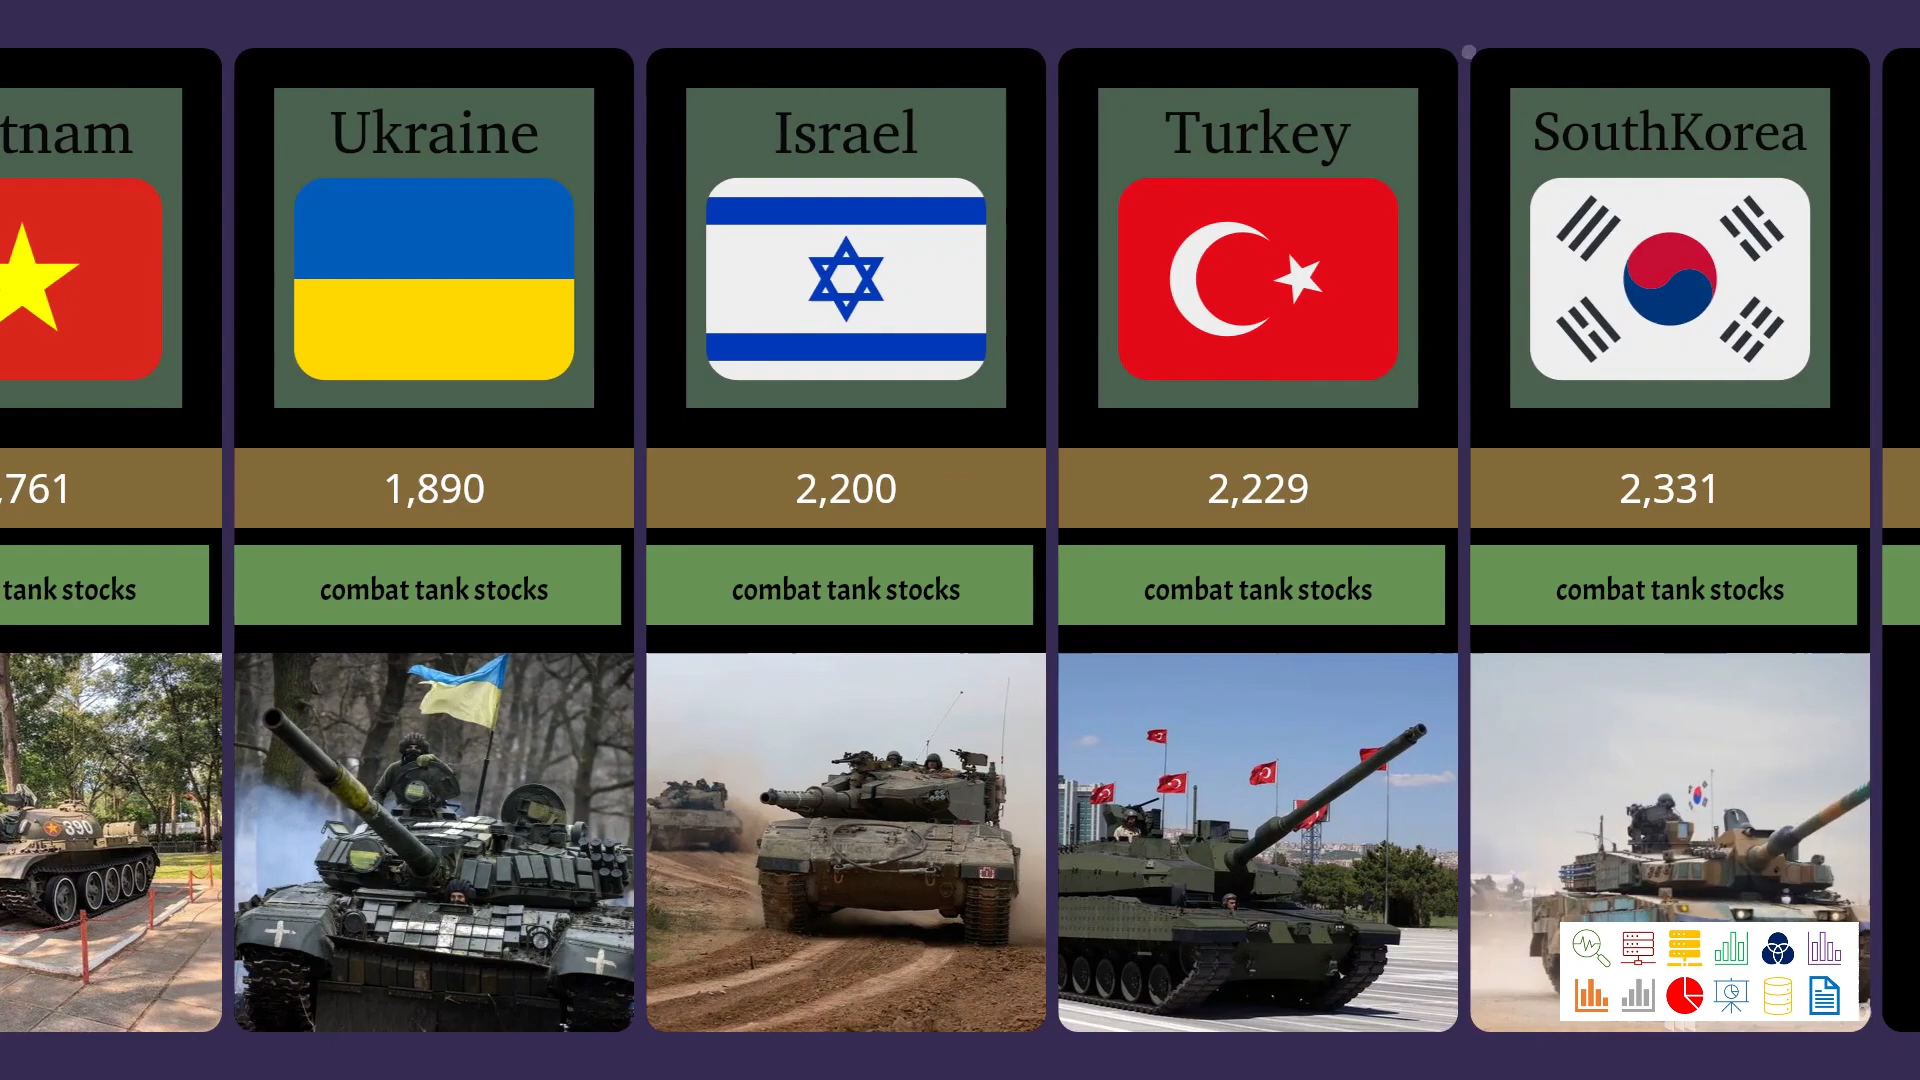 tnam
Ukraine
Israel
Turkey
SouthKorea
,761
1,890
2,200
2,229
2,331
tank stocks
combat tank stocks
combat tank stocks
combat tank stocks
combat tank stocks
390